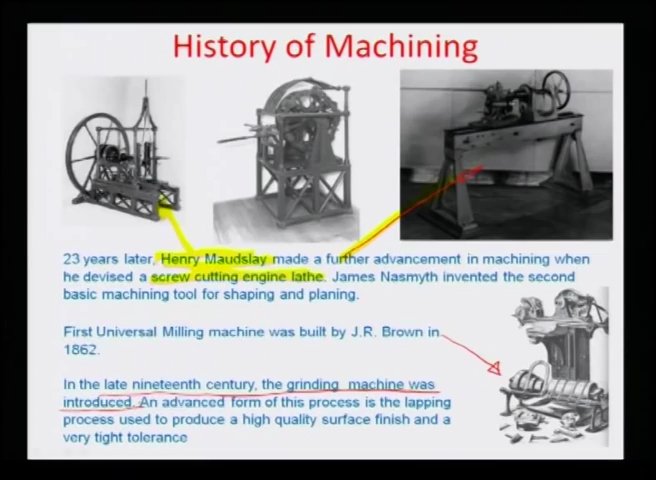 History of Machining
23 years later, Henry Maudslay made a further advancement in machining when
he devised a screw cutting engine lathe. James Nasmyth invented the second
basic machining tool for shaping and planing.
First Universal Milling machine was built by J.R. Brown in
1862.
In the late nineteenth century, the grinding machine was
introduced. An advanced form of this process is the lapping
process used to produce a high quality surface finish and a
very tight tolerance